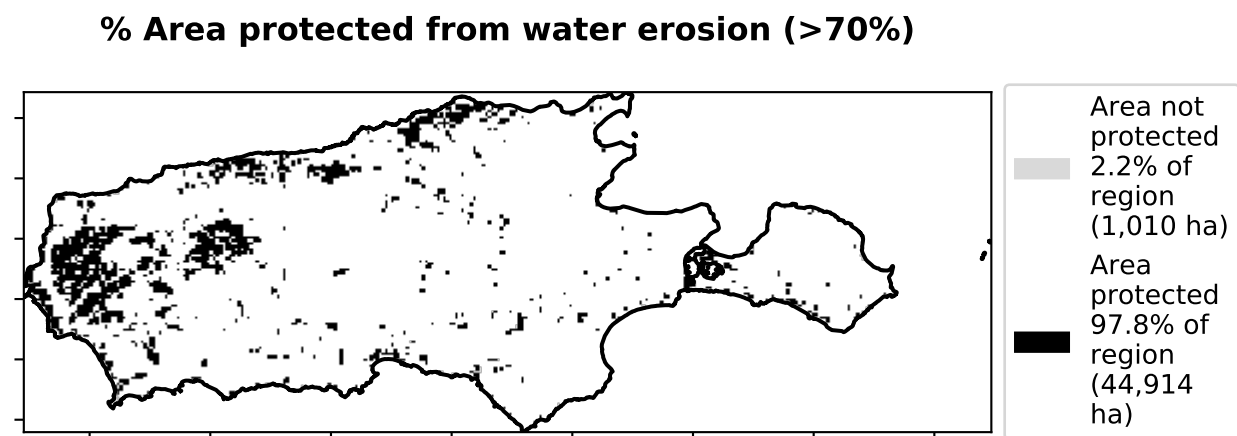 % Area protected from water erosion (>70%)
Area not
protected
2.2% of
region
(1,010 ha)
Area
protected
97.8% of
region
(44,914
ha)